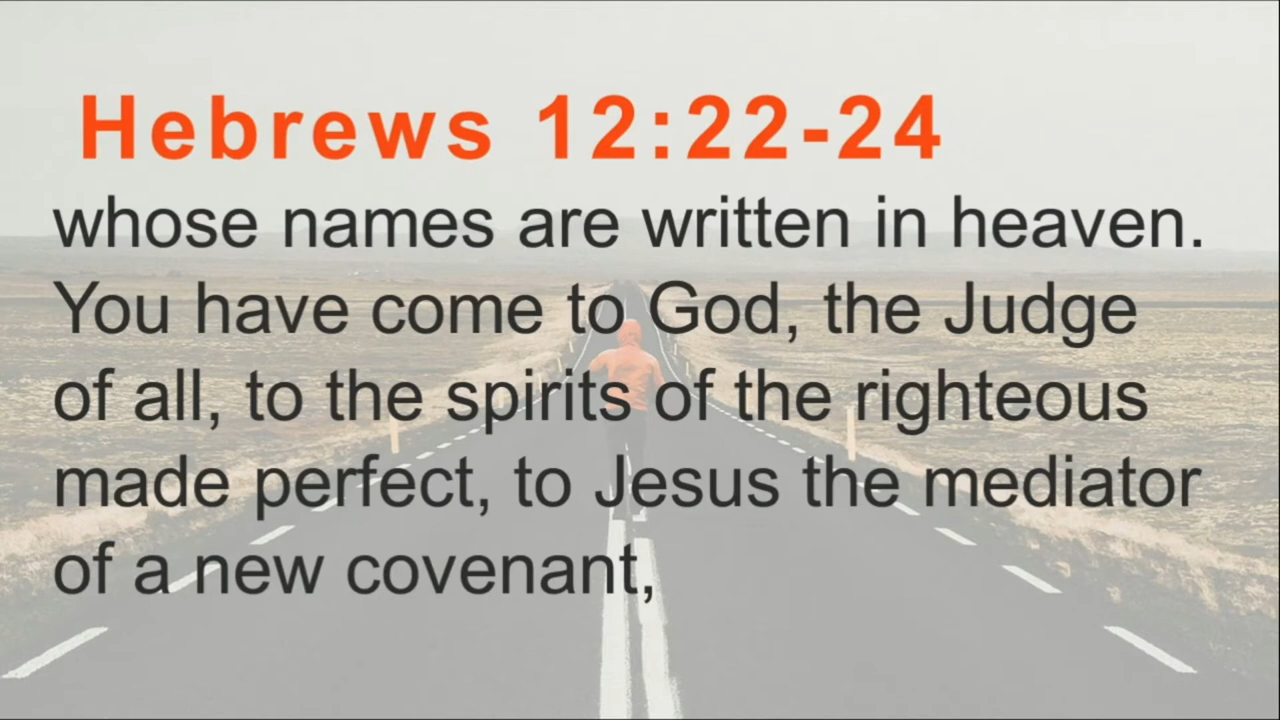 Hebrews 12:22-24
whose names are written in heaven.
You have come to God, the Judge
of all, to the spirits of the righteous
made perfect, to Jesus the mediator
of a new covenant,